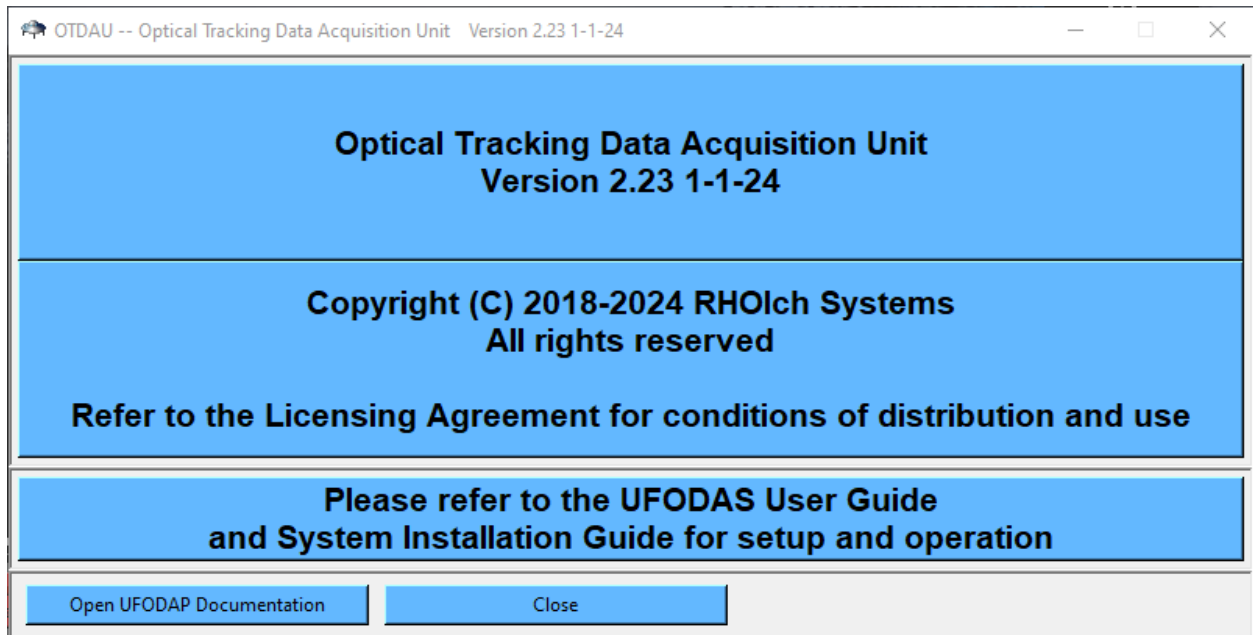 OTDAU -- Optical Tracking Data Acquisition Unit Version 2.23 1-1-24
Optical Tracking Data Acquisition Unit
Version 2.23 1-1-24
Copyright (C) 2018-2024 RHOIch Systems
All rights reserved
Refer to the Licensing Agreement for conditions of distribution and use
Please refer to the UFODAS User Guide
and System Installation Guide for setup and operation
Open UFODAP Documentation
Close